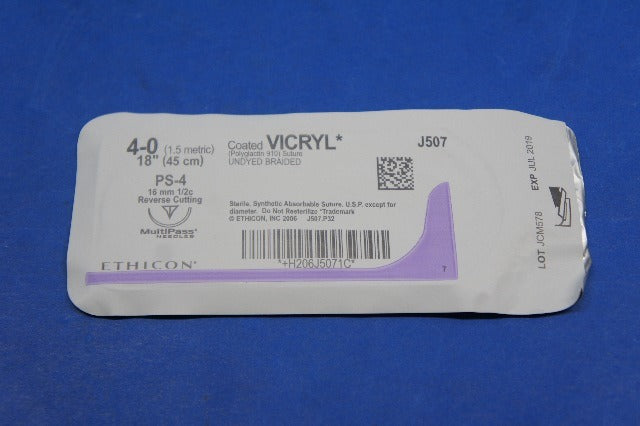 4-0 (1.5 metric)
18" (45 cm)
PS-4
16 mm 1/2c
Reverse Cutting
MultiPass*
NEEDLES
ETHICON*
Coated VICRYL*
(Polyglactin 910) Suture
UNDYED BRAIDED
J507
Sterile, Synthetic Absorbable Suture, U.S.P. except for
diameter. Do Not Resterilize *Trademark
© ETHICON, INC 2006 J507.P32
*+H206J5071C*
7
EXP JUL 2019
LOT JCM578